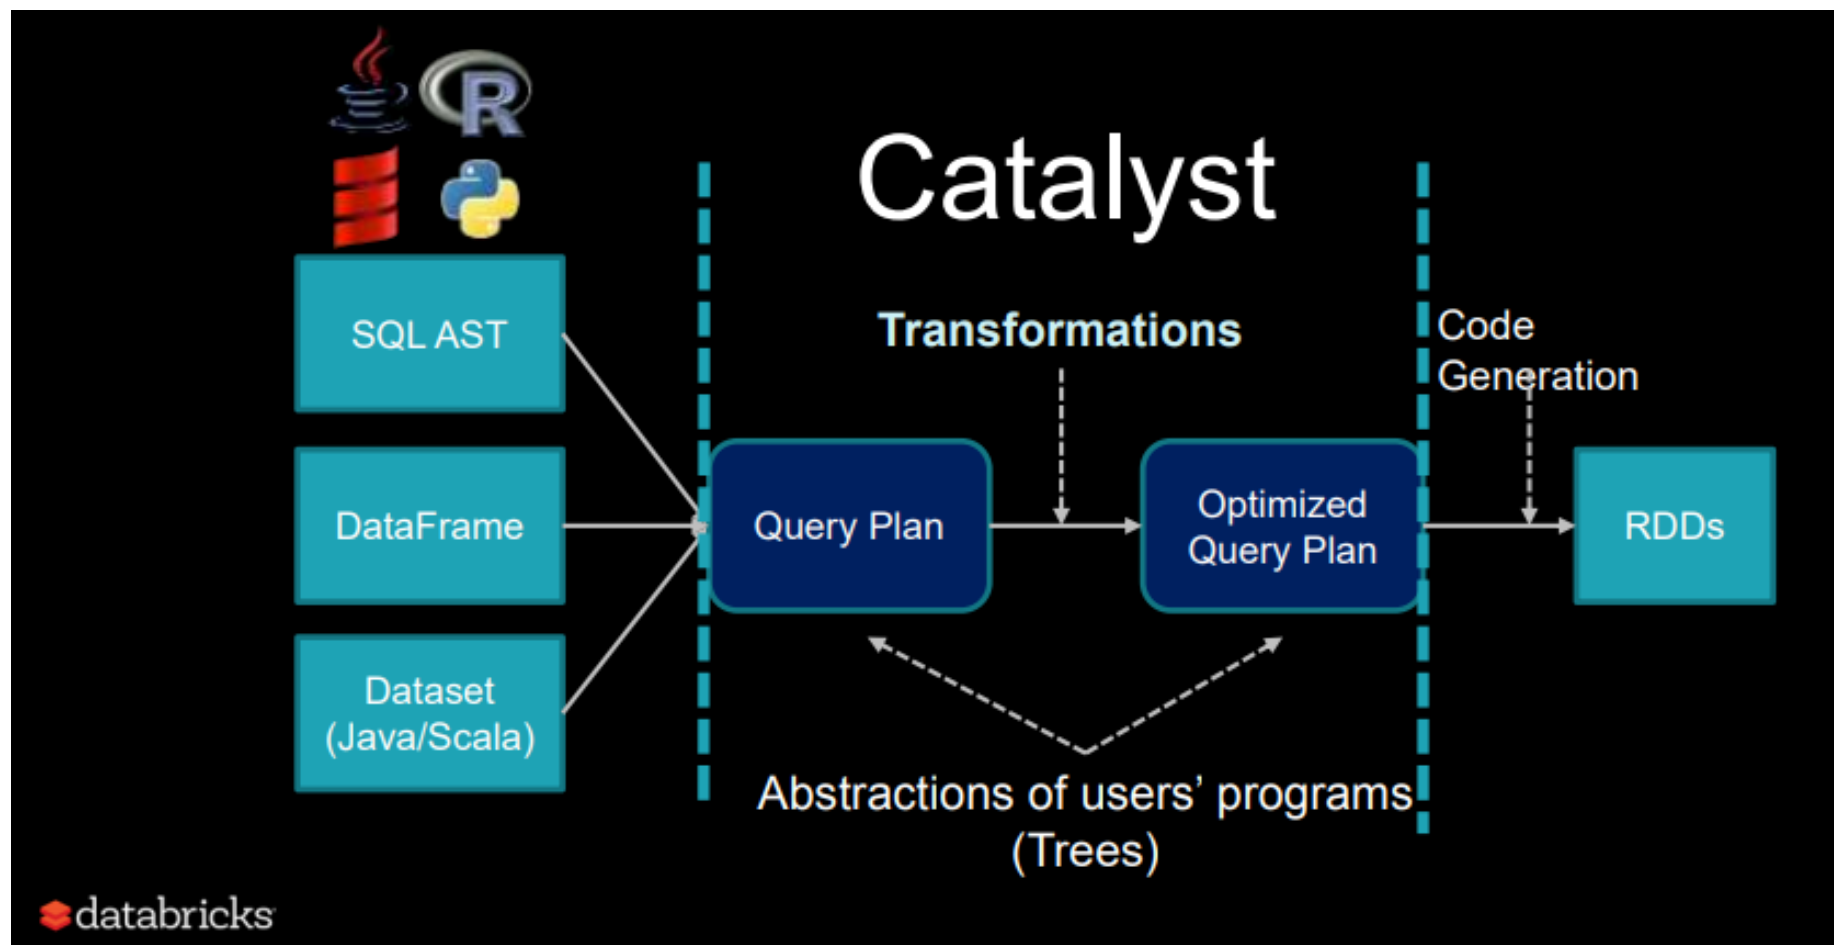 R
Catalyst
SQL AST
Transformations
Code
Generation
DataFrame
Query Plan
Optimized
Query Plan
RDDs
Dataset
(Java/Scala)
Abstractions of users’ programs
(Trees)
databricks